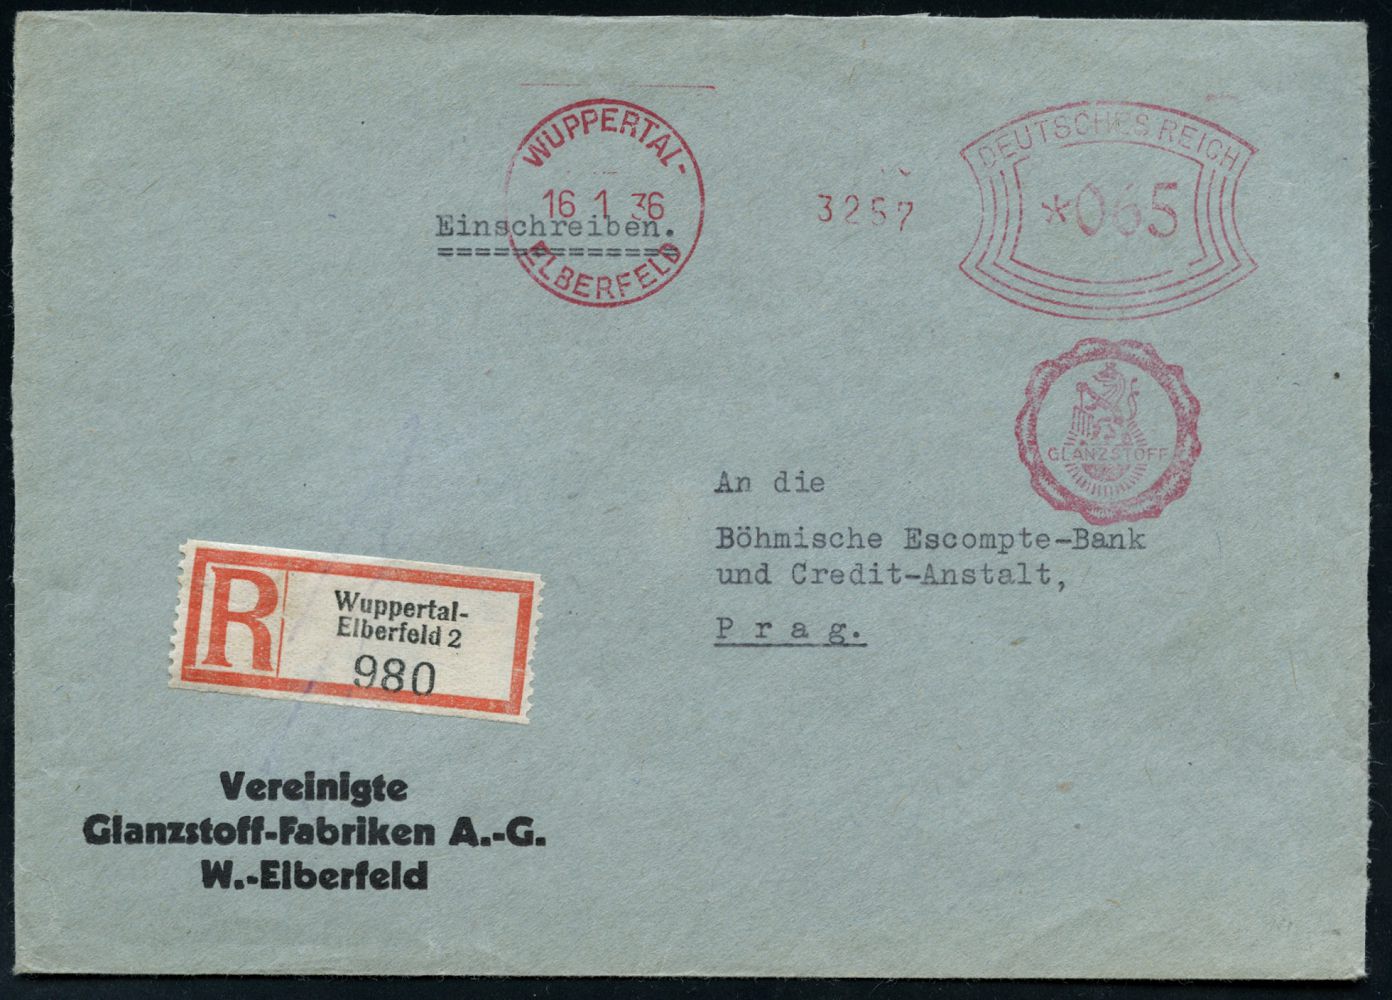 WUPPERTAL-
16.1.36
ELBERFELD
3257
DEUTSCHES REICH
*065
Einschreiben.
GLANZSTOFF
An die
Böhmische Escompte-Bank
und Credit-Anstalt,
Prag.
R
Wuppertal-
Elberfeld 2
980
Vereinigte
Glanzstoff-Fabriken A.-G.
W.-Elberfeld